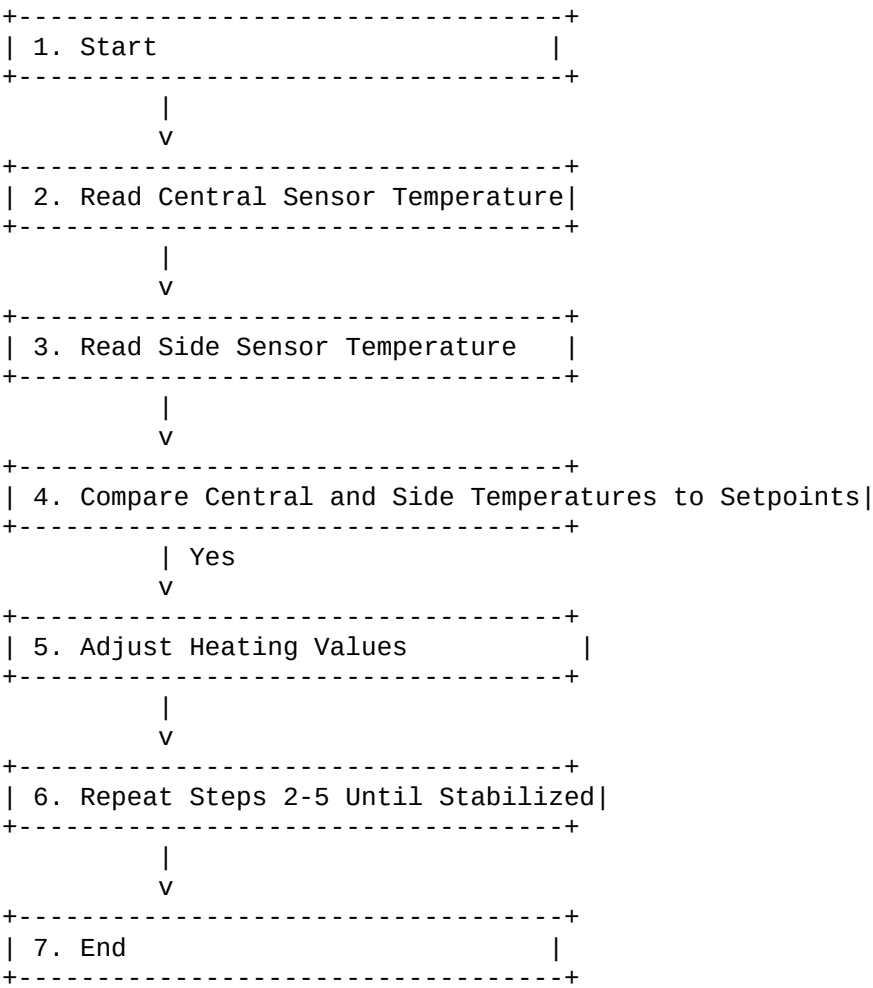 +-----------------------------------+
| 1. Start                         |
+-----------------------------------+
          |
          v
+-----------------------------------+
| 2. Read Central Sensor Temperature|
+-----------------------------------+
          |
          v
+-----------------------------------+
| 3. Read Side Sensor Temperature   |
+-----------------------------------+
          |
          v
+-----------------------------------+
| 4. Compare Central and Side Temperatures to Setpoints|
+-----------------------------------+
          | Yes
          v
+-----------------------------------+
| 5. Adjust Heating Values           |
+-----------------------------------+
          |
          v
+-----------------------------------+
| 6. Repeat Steps 2-5 Until Stabilized|
+-----------------------------------+
          |
          v
+-----------------------------------+
| 7. End                           |
+-----------------------------------+